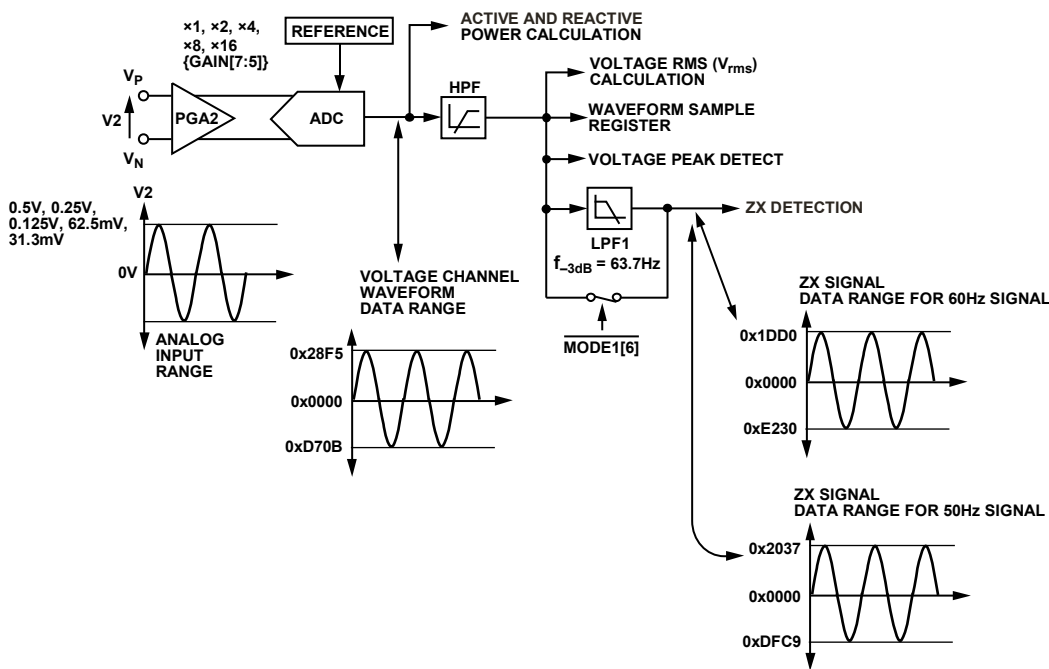 ×1, ×2, ×4,
×8, ×16
{GAIN[7:5]}
REFERENCE
ACTIVE AND REACTIVE
POWER CALCULATION
VP
V2
VN
PGA2
ADC
HPF
VOLTAGE RMS (Vrms)
CALCULATION
WAVEFORM SAMPLE
REGISTER
VOLTAGE PEAK DETECT
LPF1
f–3dB = 63.7Hz
ZX DETECTION
MODE1[6]
V2
0.5V, 0.25V,
0.125V, 62.5mV,
31.3mV
0V
ANALOG
INPUT
RANGE
VOLTAGE CHANNEL
WAVEFORM
DATA RANGE
0x28F5
0x0000
0xD70B
ZX SIGNAL
DATA RANGE FOR 60Hz SIGNAL
0x1DD0
0x0000
0xE230
ZX SIGNAL
DATA RANGE FOR 50Hz SIGNAL
0x2037
0x0000
0xDFC9